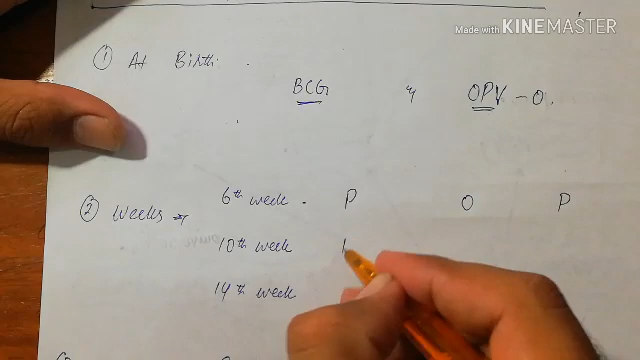 Made with KINEMASTER
① At Birth.
BCG & OPV-0.
② Weeks →
6th week. P O P
10th week
14th week